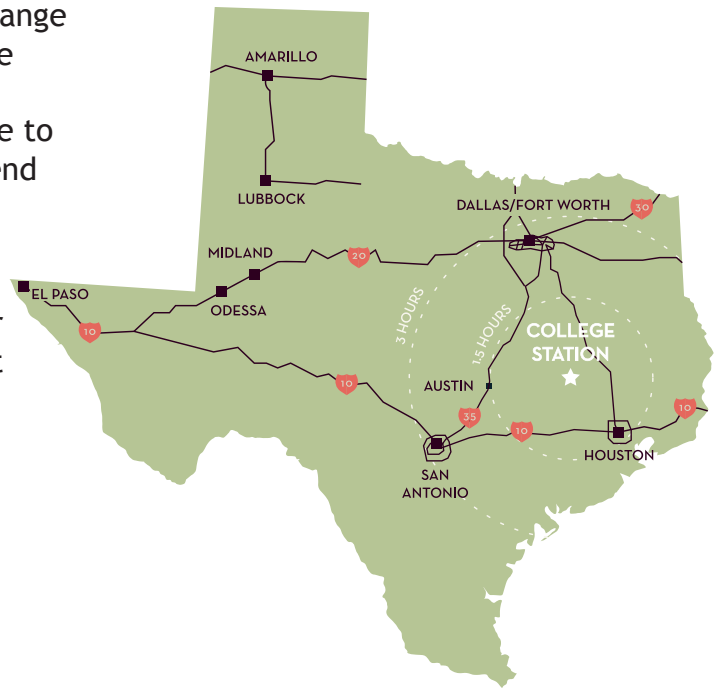 ange
e
e to
end
r
t
AMARILLO
LUBBOCK
DALLAS/FORT WORTH
30
MIDLAND
20
EL PASO
ODESSA
10
3 HOURS
1.5 HOURS
COLLEGE
STATION
10
AUSTIN
35
10
10
HOUSTON
SAN
ANTONIO